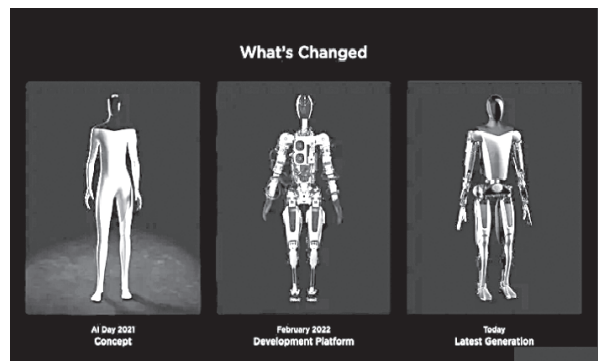 What's Changed
AI Day 2021
Concept
February 2022
Development Platform
Today
Latest Generation